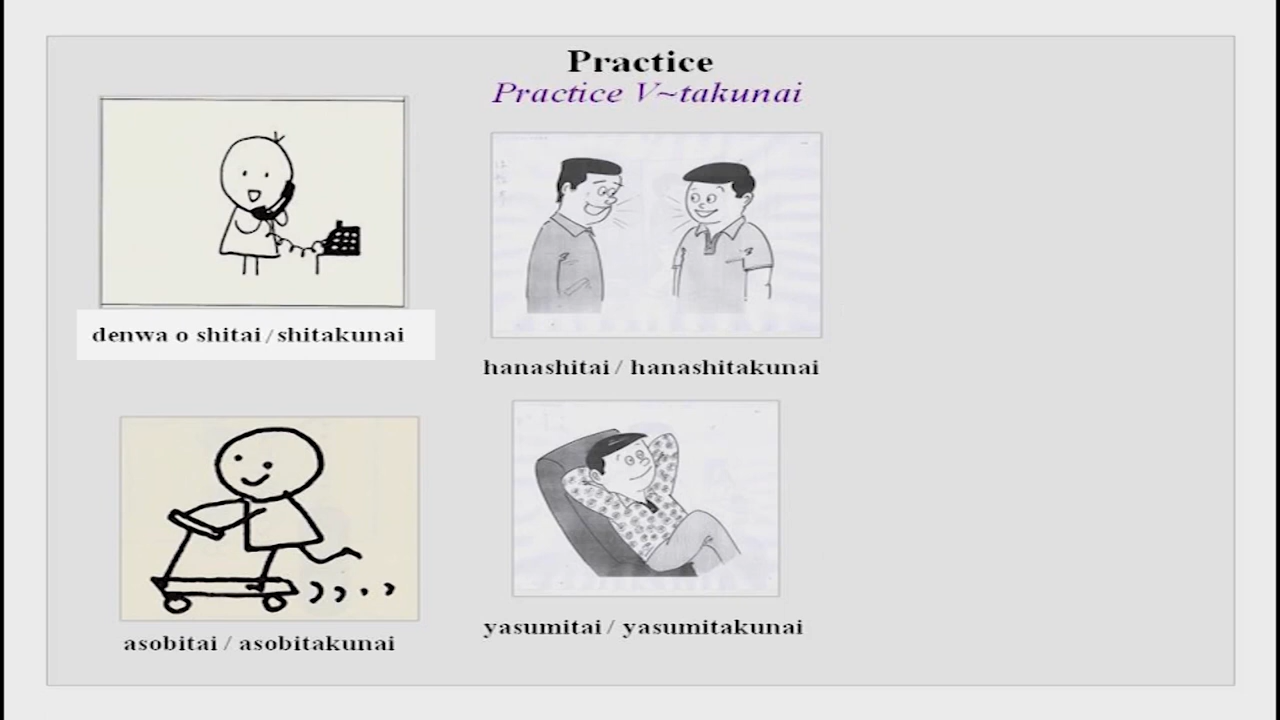 Practice
Practice V~takunai
denwa o shitai / shitakunai
hanashitai / hanashitakunai
asobitai / asobitakunai
yasumitai / yasumitakunai